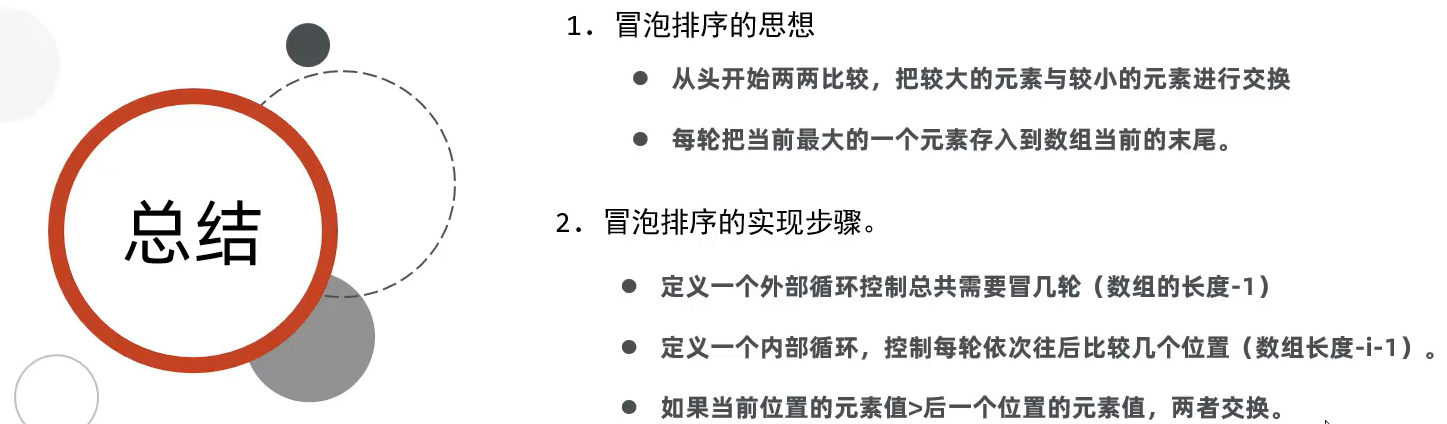 总结
1. 冒泡排序的思想
● 从头开始两两比较，把较大的元素与较小的元素进行交换
● 每轮把当前最大的一个元素存入到数组当前的末尾。
2. 冒泡排序的实现步骤。
● 定义一个外部循环控制总共需要冒几轮（数组的长度-1）
● 定义一个内部循环，控制每轮依次往后比较几个位置（数组长度-i-1）。
● 如果当前位置的元素值>后一个位置的元素值，两者交换。